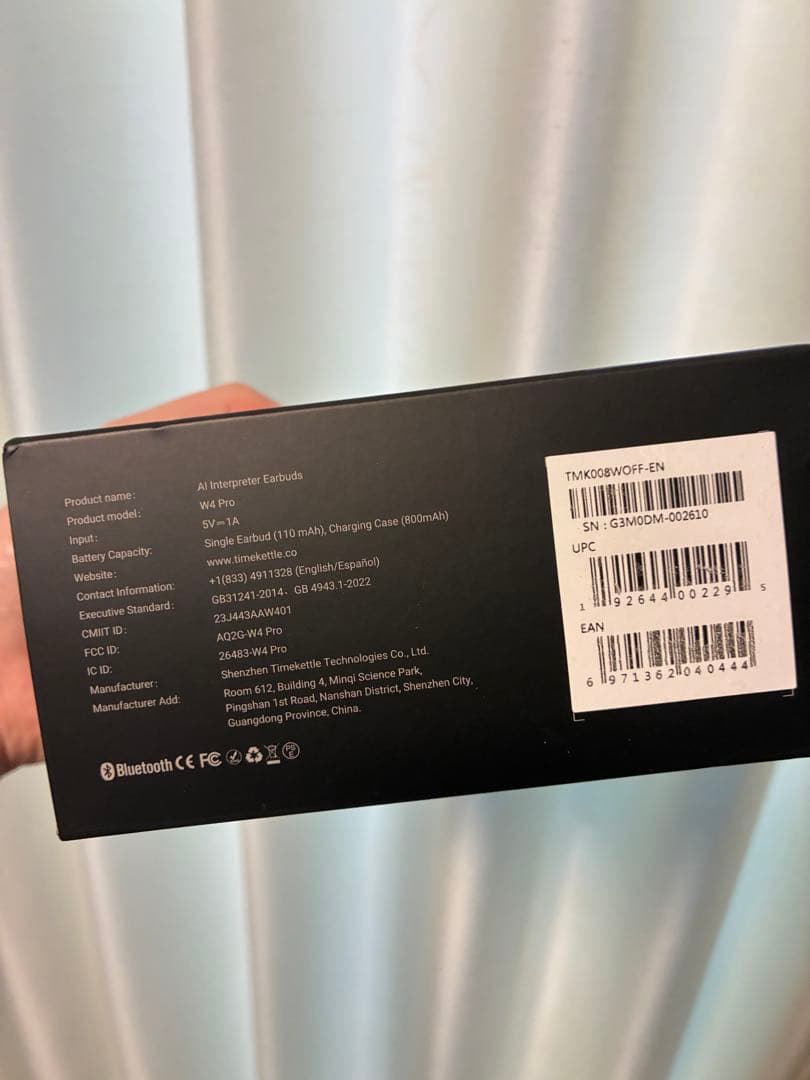 Product name: AI Interpreter Earbuds
Product model: W4 Pro
Input: 5V⎓1A
Battery Capacity: Single Earbud (110 mAh), Charging Case (800mAh)
Website: www.timekettle.co
Contact Information: +1(833) 4911328 (English/Español)
Executive Standard: GB31241-2014、GB 4943.1-2022
CMIIT ID: 23J443AAW401
FCC ID: AQ2G-W4 Pro
IC ID: 26483-W4 Pro
Manufacturer: Shenzhen Timekettle Technologies Co., Ltd.
Manufacturer Add: Room 612, Building 4, Minqi Science Park,
Pingshan 1st Road, Nanshan District, Shenzhen City,
Guangdong Province, China.
Bluetooth CE FC PS E
TMK008WOFF-EN
SN : G3M0DM-002610
UPC
1 92644 00229 5
EAN
6 971362 040444